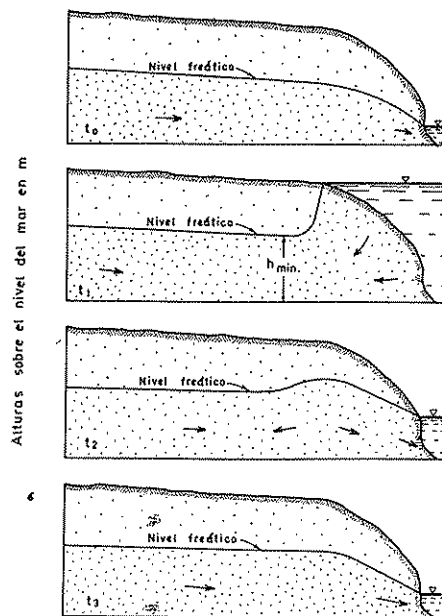 Alturas sobre el nivel del mar en m
Nivel freático
t₀
Nivel freático
h min.
t₁
Nivel freático
t₂
Nivel freático
t₃